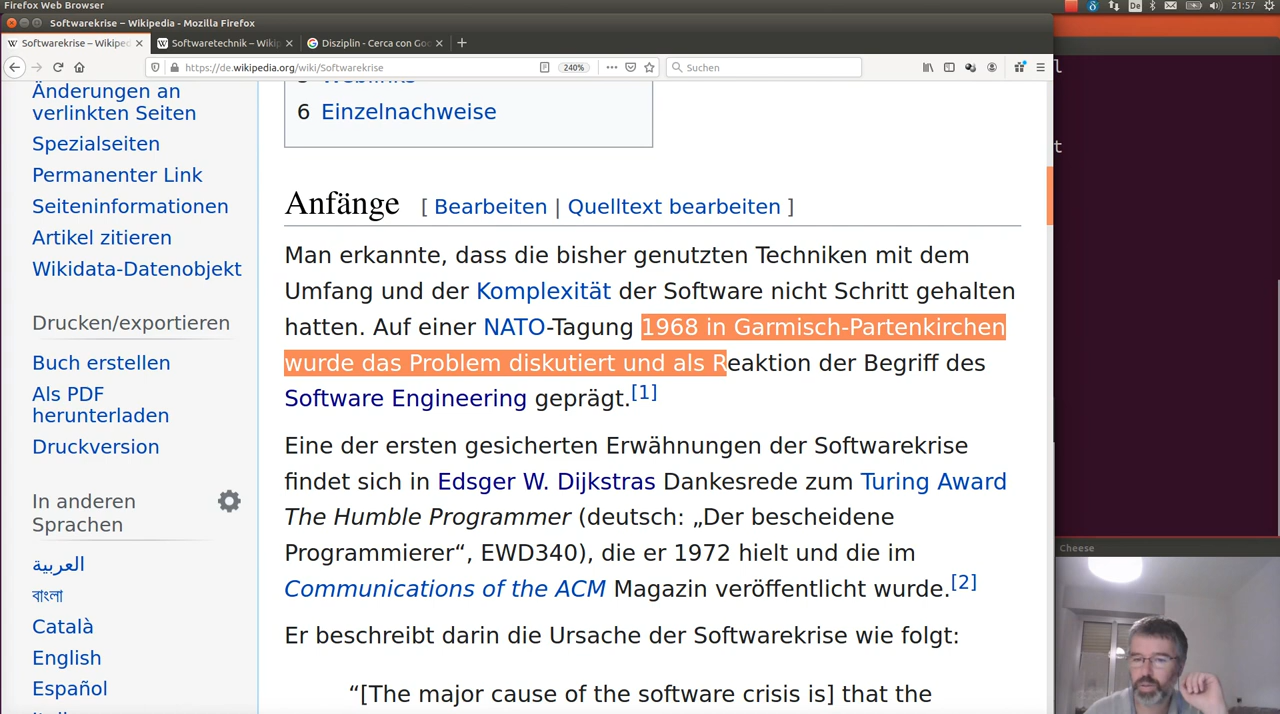 Firefox Web Browser
De
21:57
Softwarekrise – Wikipedia - Mozilla Firefox
Softwarekrise – Wikiped
Softwaretechnik – Wikip
Disziplin - Cerca con Goo
https://de.wikipedia.org/wiki/Softwarekrise
240%
Suchen
Änderungen an
verlinkten Seiten
Spezialseiten
Permanenter Link
Seiteninformationen
Artikel zitieren
Wikidata-Datenobjekt
Drucken/exportieren
Buch erstellen
Als PDF
herunterladen
Druckversion
In anderen
Sprachen
العربية
বাংলা
Català
English
Español
6 Einzelnachweise
Anfänge [ Bearbeiten | Quelltext bearbeiten ]
Man erkannte, dass die bisher genutzten Techniken mit dem
Umfang und der Komplexität der Software nicht Schritt gehalten
hatten. Auf einer NATO-Tagung 1968 in Garmisch-Partenkirchen
wurde das Problem diskutiert und als Reaktion der Begriff des
Software Engineering geprägt.[1]
Eine der ersten gesicherten Erwähnungen der Softwarekrise
findet sich in Edsger W. Dijkstras Dankesrede zum Turing Award
The Humble Programmer (deutsch: „Der bescheidene
Programmierer“, EWD340), die er 1972 hielt und die im
Communications of the ACM Magazin veröffentlicht wurde.[2]
Er beschreibt darin die Ursache der Softwarekrise wie folgt:
“[The major cause of the software crisis is] that the
l
t
Cheese